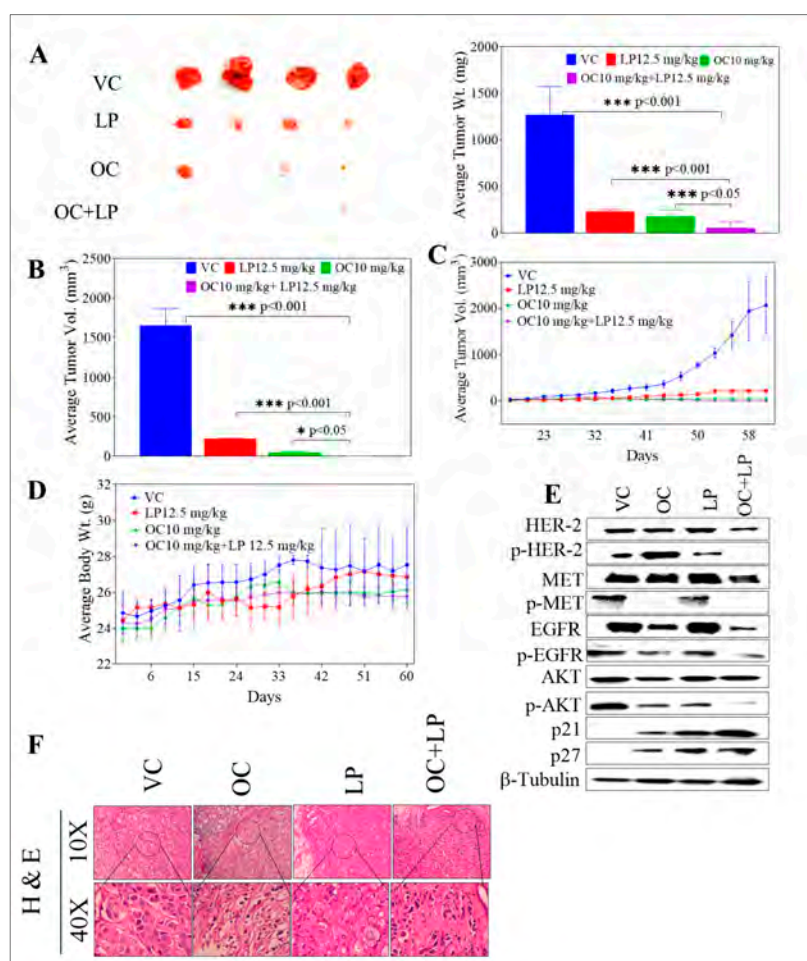 A
VC
LP
OC
OC+LP
Average Tumor Wt. (mg)
2000
1500
1000
500
0
VC LP12.5 mg/kg OC10 mg/kg
OC10 mg/kg+LP12.5 mg/kg
*** p<0.001
*** p<0.001
*** p<0.05
B
Average Tumor Vol. (mm³)
2500
2000
1500
1000
500
0
VC LP12.5 mg/kg OC10 mg/kg
OC10 mg/kg+ LP12.5 mg/kg
*** p<0.001
*** p<0.001
* p<0.05
C
Average Tumor Vol. (mm³)
3000
2000
1000
0
VC
LP12.5 mg/kg
OC10 mg/kg
OC10 mg/kg+LP12.5 mg/kg
23 32 41 50 58
Days
D
Average Body Wt. (g)
30
28
26
24
22
VC
LP12.5 mg/kg
OC10 mg/kg
OC10 mg/kg+LP 12.5 mg/kg
6 15 24 33 42 51 60
Days
E
VC OC LP OC+LP
HER-2
p-HER-2
MET
p-MET
EGFR
p-EGFR
AKT
p-AKT
p21
p27
β-Tubulin
F
VC OC LP OC+LP
H & E
10X
40X